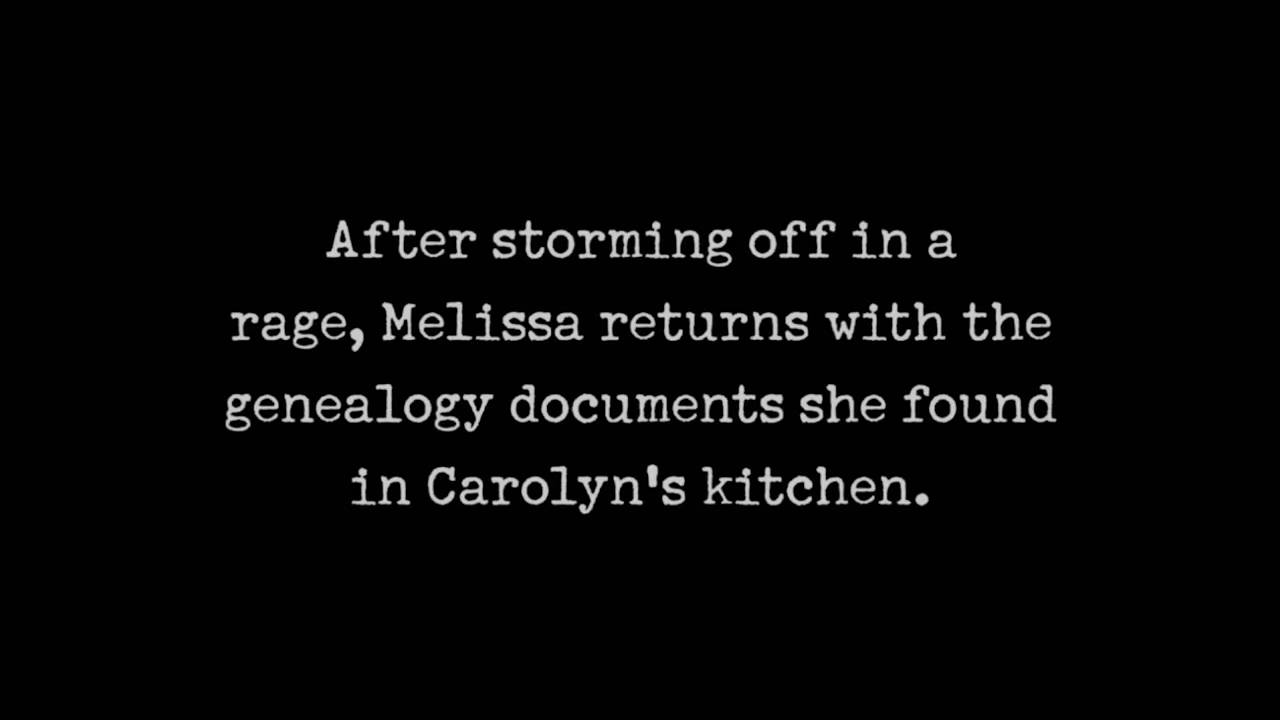 After storming off in a
rage, Melissa returns with the
genealogy documents she found
in Carolyn's kitchen.